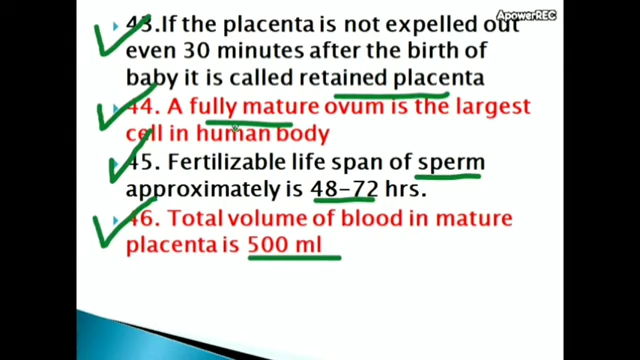 ApowerREC
43.If the placenta is not expelled out
even 30 minutes after the birth of
baby it is called retained placenta
44. A fully mature ovum is the largest
cell in human body
45. Fertilizable life span of sperm
approximately is 48-72 hrs.
46. Total volume of blood in mature
placenta is 500 ml